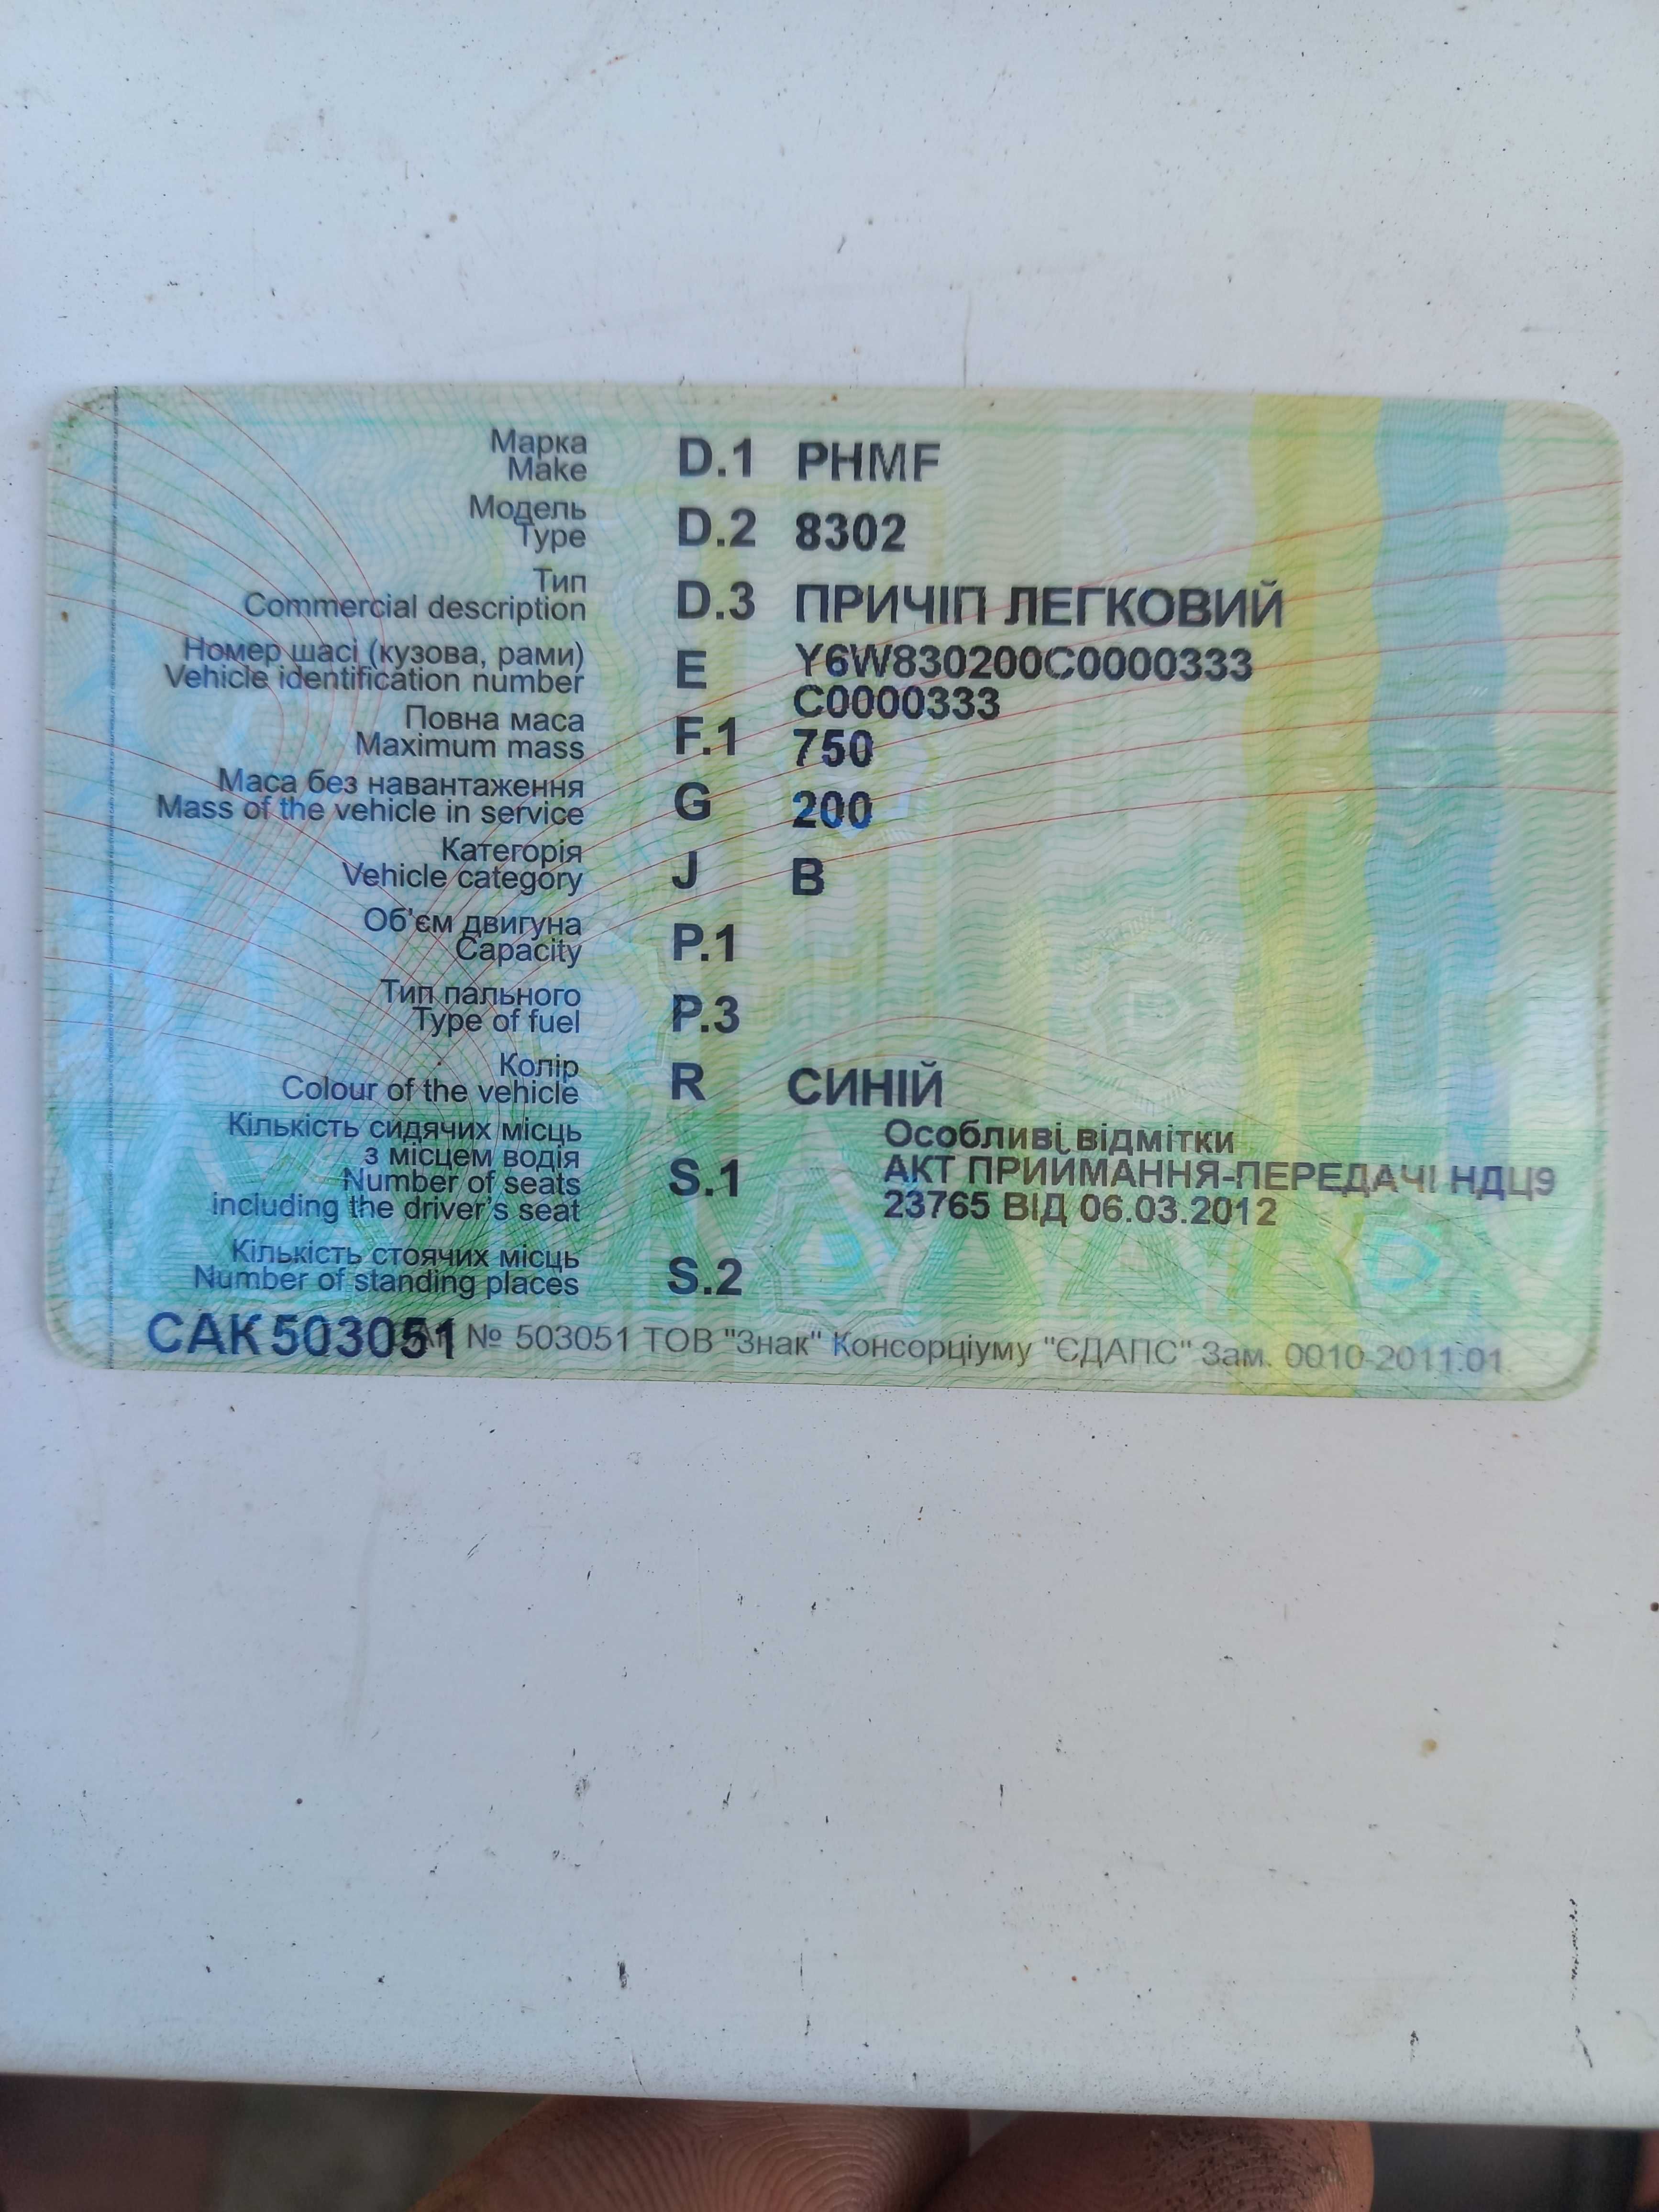 Марка
Make
D.1 PHMF
Модель
Type
D.2 8302
Тип
Commercial description
D.3 ПРИЧІП ЛЕГКОВИЙ
Номер шасі (кузова, рами)
Vehicle identification number
E Y6W830200C0000333
C0000333
Повна маса
Maximum mass
F.1 750
Маса без навантаження
Mass of the vehicle in service
G 200
Категорія
Vehicle category
J B
Об'єм двигуна
Capacity
P.1
Тип пального
Type of fuel
P.3
Колір
Colour of the vehicle
R СИНІЙ
Кількість сидячих місць
з місцем водія
Number of seats
including the driver's seat
S.1
Особливі відмітки
АКТ ПРИЙМАННЯ-ПЕРЕДАЧІ НДЦ9
23765 ВІД 06.03.2012
Кількість стоячих місць
Number of standing places
S.2
САК 503051 № 503051 ТОВ "Знак" Консорціуму "ЄДАПС" Зам. 0010-2011.01.